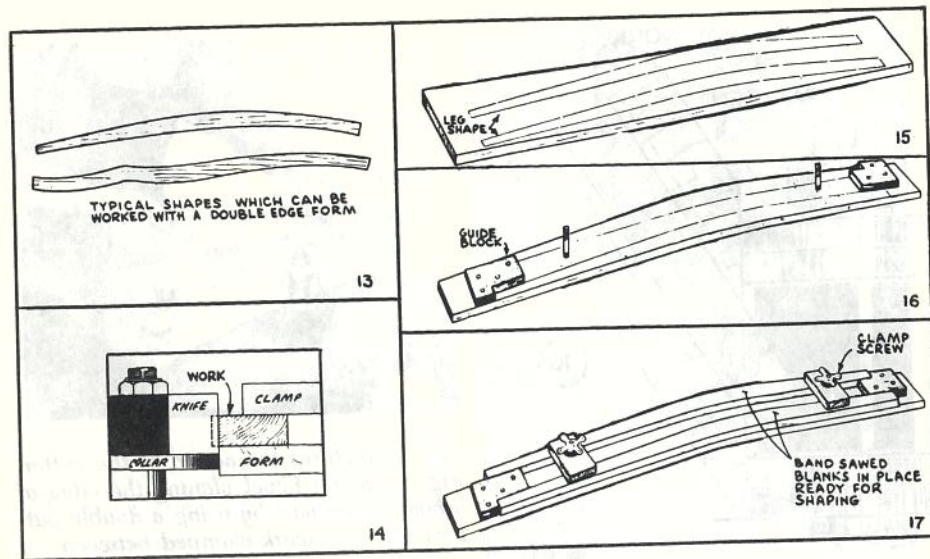 TYPICAL SHAPES WHICH CAN BE
WORKED WITH A DOUBLE EDGE FORM
13
WORK
KNIFE
CLAMP
COLLAR
FORM
14
LEG
SHAPE
15
GUIDE
BLOCK
16
CLAMP
SCREW
BAND SAWED
BLANKS IN PLACE
READY FOR
SHAPING
17